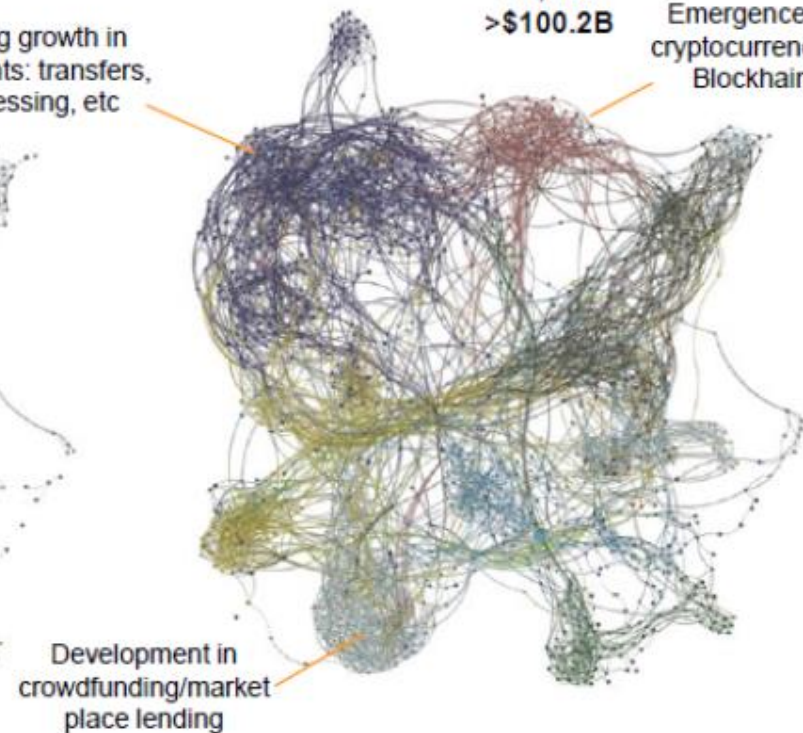 g growth in
nts: transfers,
essing, etc
>$100.2B
Emergence
cryptocurrenc
Blockhain
Development in
crowdfunding/market
place lending